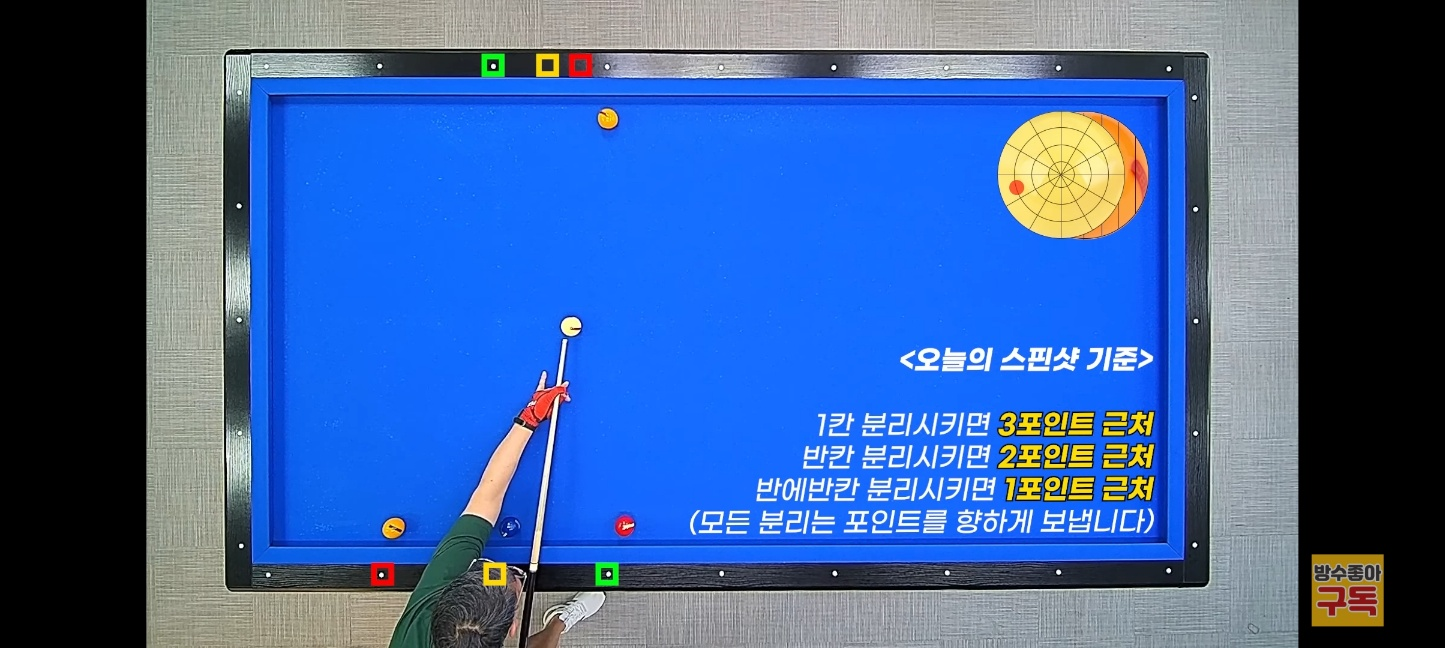 <오늘의 스핀샷 기준>
1칸 분리시키면 3포인트 근처
반칸 분리시키면 2포인트 근처
반에반칸 분리시키면 1포인트 근처
(모든 분리는 포인트를 향하게 보냅니다)
방수종아
구독